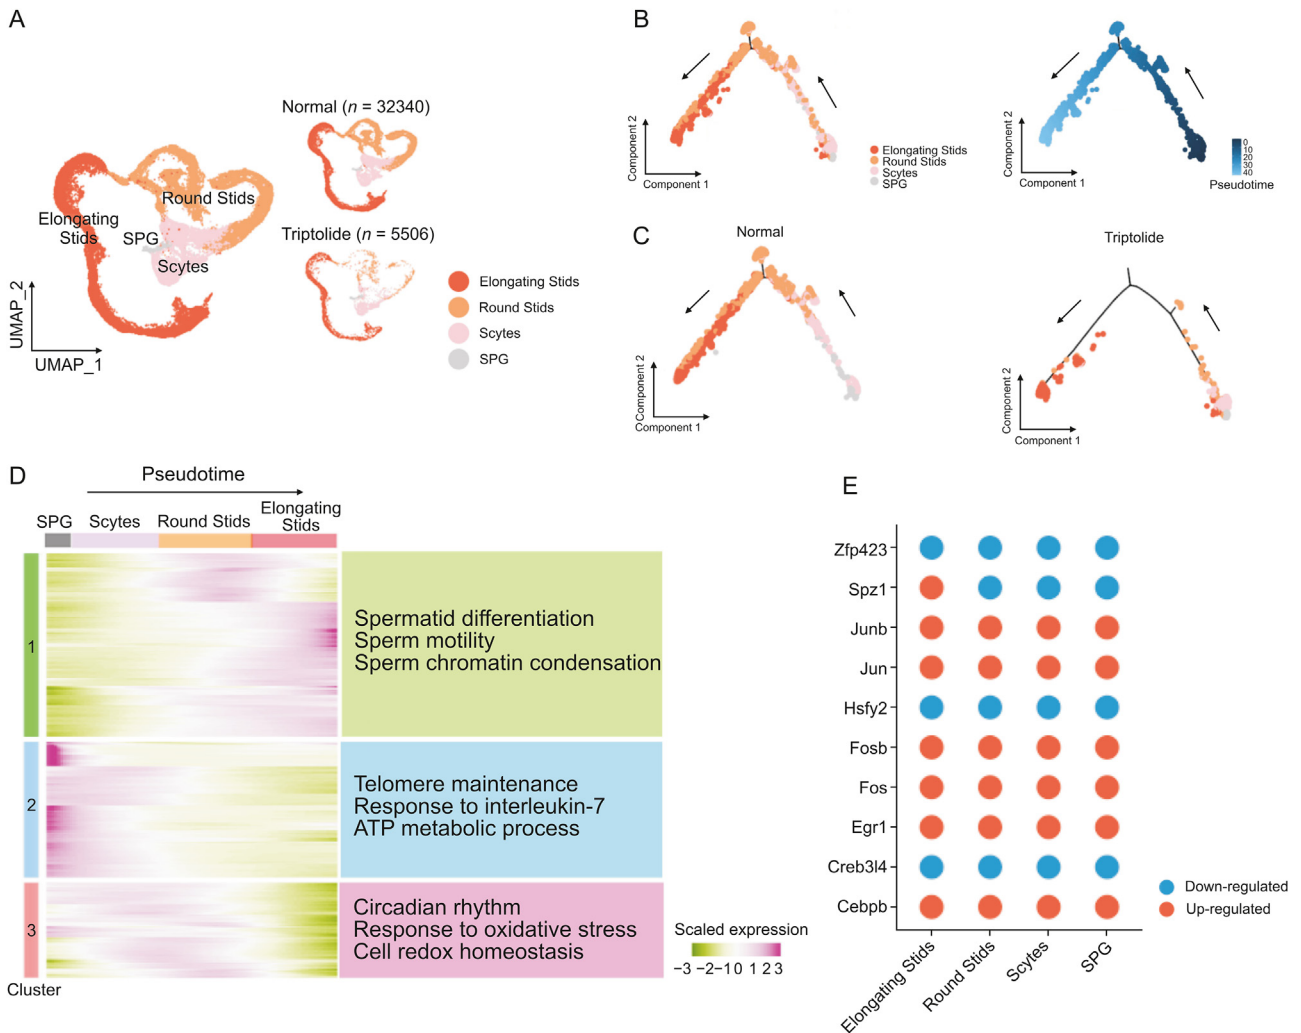 A
Normal (n = 32340)
Round Stids
Elongating
Stids
SPG
Scytes
Triptolide (n = 5506)
UMAP_2
UMAP_1
Elongating Stids
Round Stids
Scytes
SPG
B
Component 2
Component 1
Elongating Stids
Round Stids
Scytes
SPG
Component 2
Component 1
0
10
20
30
40
Pseudotime
C
Normal
Component 2
Component 1
Triptolide
Component 2
Component 1
D
Pseudotime
SPG
Scytes
Round Stids
Elongating
Stids
1
Spermatid differentiation
Sperm motility
Sperm chromatin condensation
2
Telomere maintenance
Response to interleukin-7
ATP metabolic process
3
Circadian rhythm
Response to oxidative stress
Cell redox homeostasis
Cluster
Scaled expression
−3 −2−1 0 1 2 3
E
Zfp423
Spz1
Junb
Jun
Hsfy2
Fosb
Fos
Egr1
Creb3l4
Cebpb
Elongating Stids
Round Stids
Scytes
SPG
Down-regulated
Up-regulated